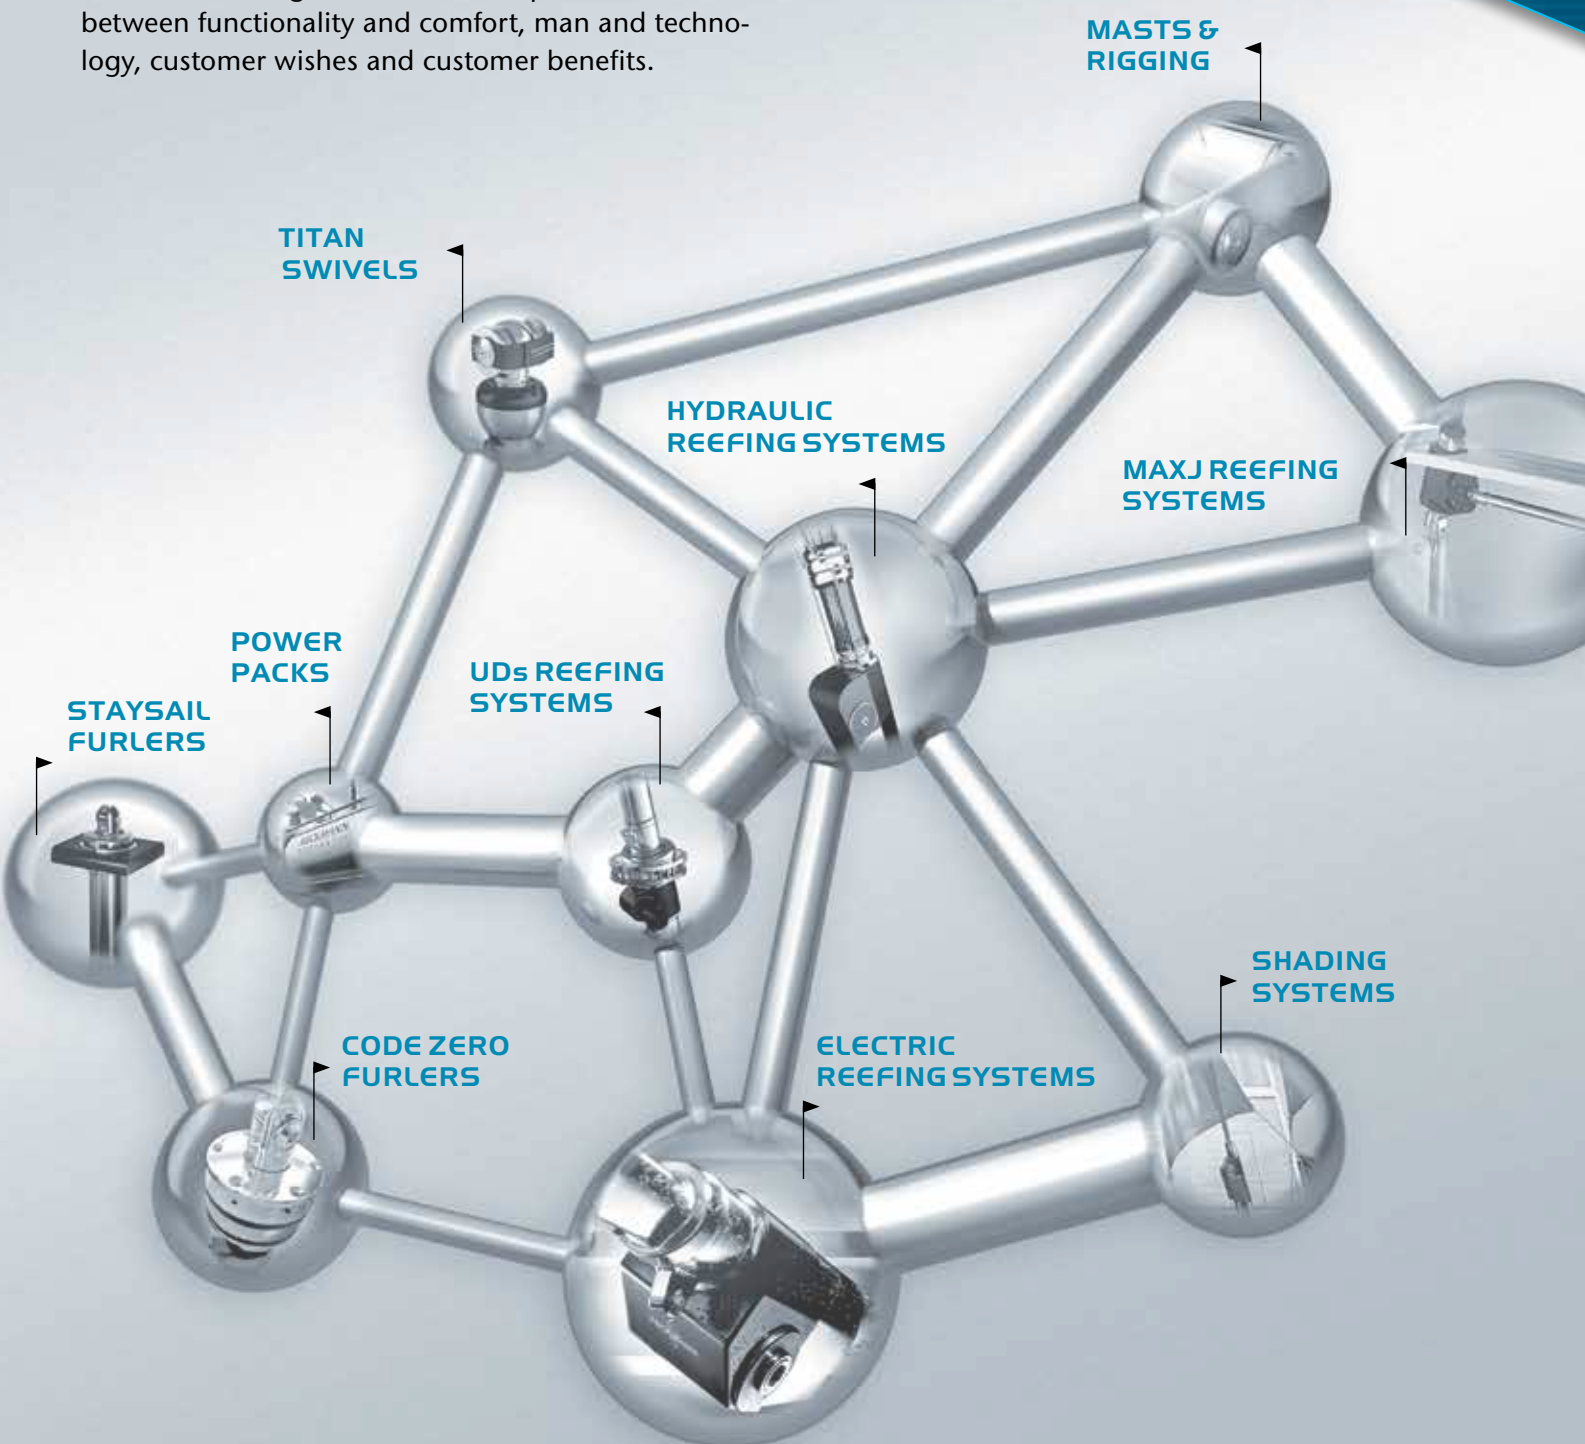 between functionality and comfort, man and techno-
logy, customer wishes and customer benefits.
MASTS &
RIGGING
TITAN
SWIVELS
HYDRAULIC
REEFING SYSTEMS
MAXJ REEFING
SYSTEMS
POWER
PACKS
UDs REEFING
SYSTEMS
STAYSAIL
FURLERS
SHADING
SYSTEMS
CODE ZERO
FURLERS
ELECTRIC
REEFING SYSTEMS